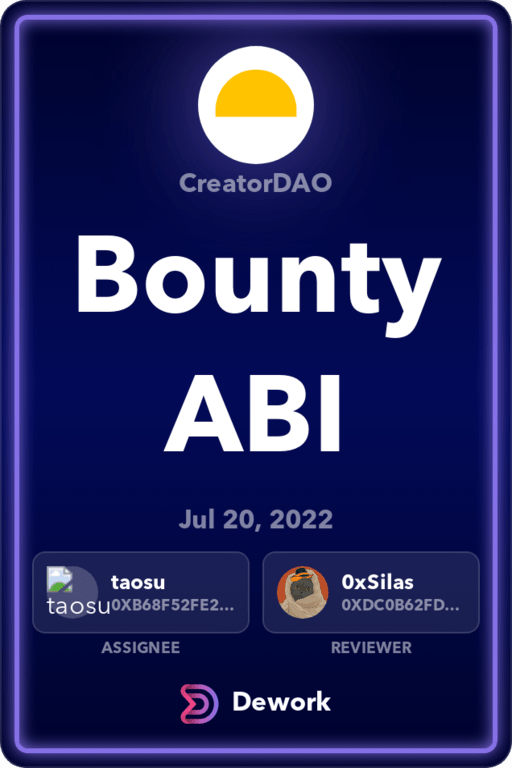 CreatorDAO
Bounty
ABI
Jul 20, 2022
taosu
taosu
0XB68F52FE2...
ASSIGNEE
0xSilas
0XDC0B62FD...
REVIEWER
Dework